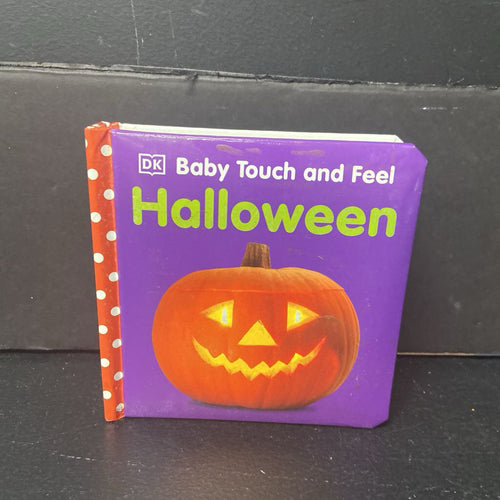 DK Baby Touch and Feel
Halloween